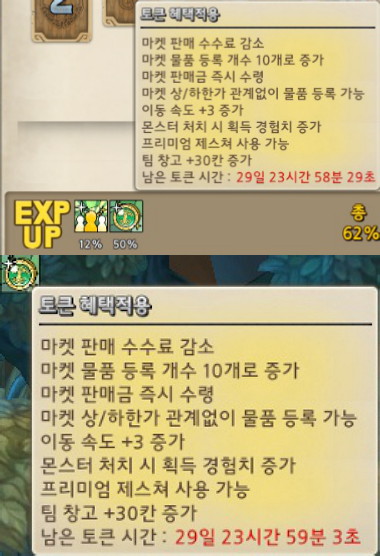 2
토큰 혜택적용
마켓 판매 수수료 감소
마켓 물품 등록 개수 10개로 증가
마켓 판매금 즉시 수령
마켓 상/하한가 관계없이 물품 등록 가능
이동 속도 +3 증가
몬스터 처치 시 획득 경험치 증가
프리미엄 제스쳐 사용 가능
팀 창고 +30칸 증가
남은 토큰 시간 : 29일 23시간 58분 29초
EXP UP
12% 50%
총
62%
토큰 혜택적용
마켓 판매 수수료 감소
마켓 물품 등록 개수 10개로 증가
마켓 판매금 즉시 수령
마켓 상/하한가 관계없이 물품 등록 가능
이동 속도 +3 증가
몬스터 처치 시 획득 경험치 증가
프리미엄 제스쳐 사용 가능
팀 창고 +30칸 증가
남은 토큰 시간 : 29일 23시간 59분 3초